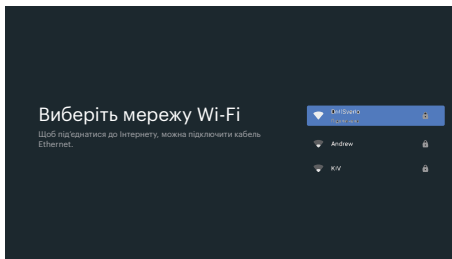 Виберіть мережу Wi-Fi
Щоб під'єднатися до Інтернету, можна підключити кабель
Ethernet.
Andrew
KiV